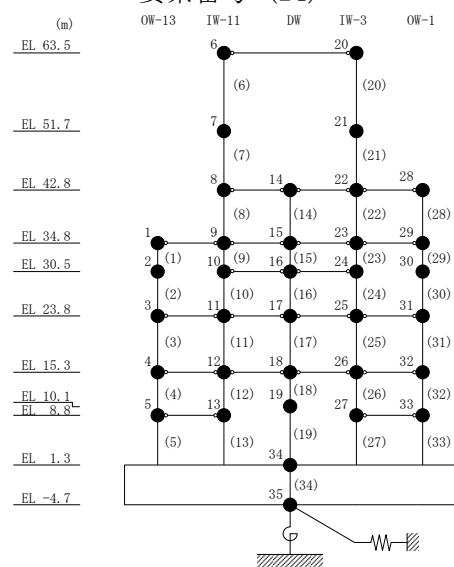 (m) OW-13 IW-11 DW IW-3 OW-1
EL 63.5 6 20
(6) (20)
EL 51.7 7 21
(7) (21)
EL 42.8 8 14 22 28
(8) (14) (22) (28)
EL 34.8 1 9 15 23 29
(1) (9) (15) (23) (29)
EL 30.5 2 10 16 24 30
(2) (10) (16) (24) (30)
EL 23.8 3 11 17 25 31
(3) (11) (17) (25) (31)
EL 15.3 4 12 18 26 32
(4) (12) (18) (26) (32)
EL 10.1 19
EL 8.8 5 13 27 33
(5) (13) (19) (27) (33)
EL 1.3 34
(34)
EL -4.7 35